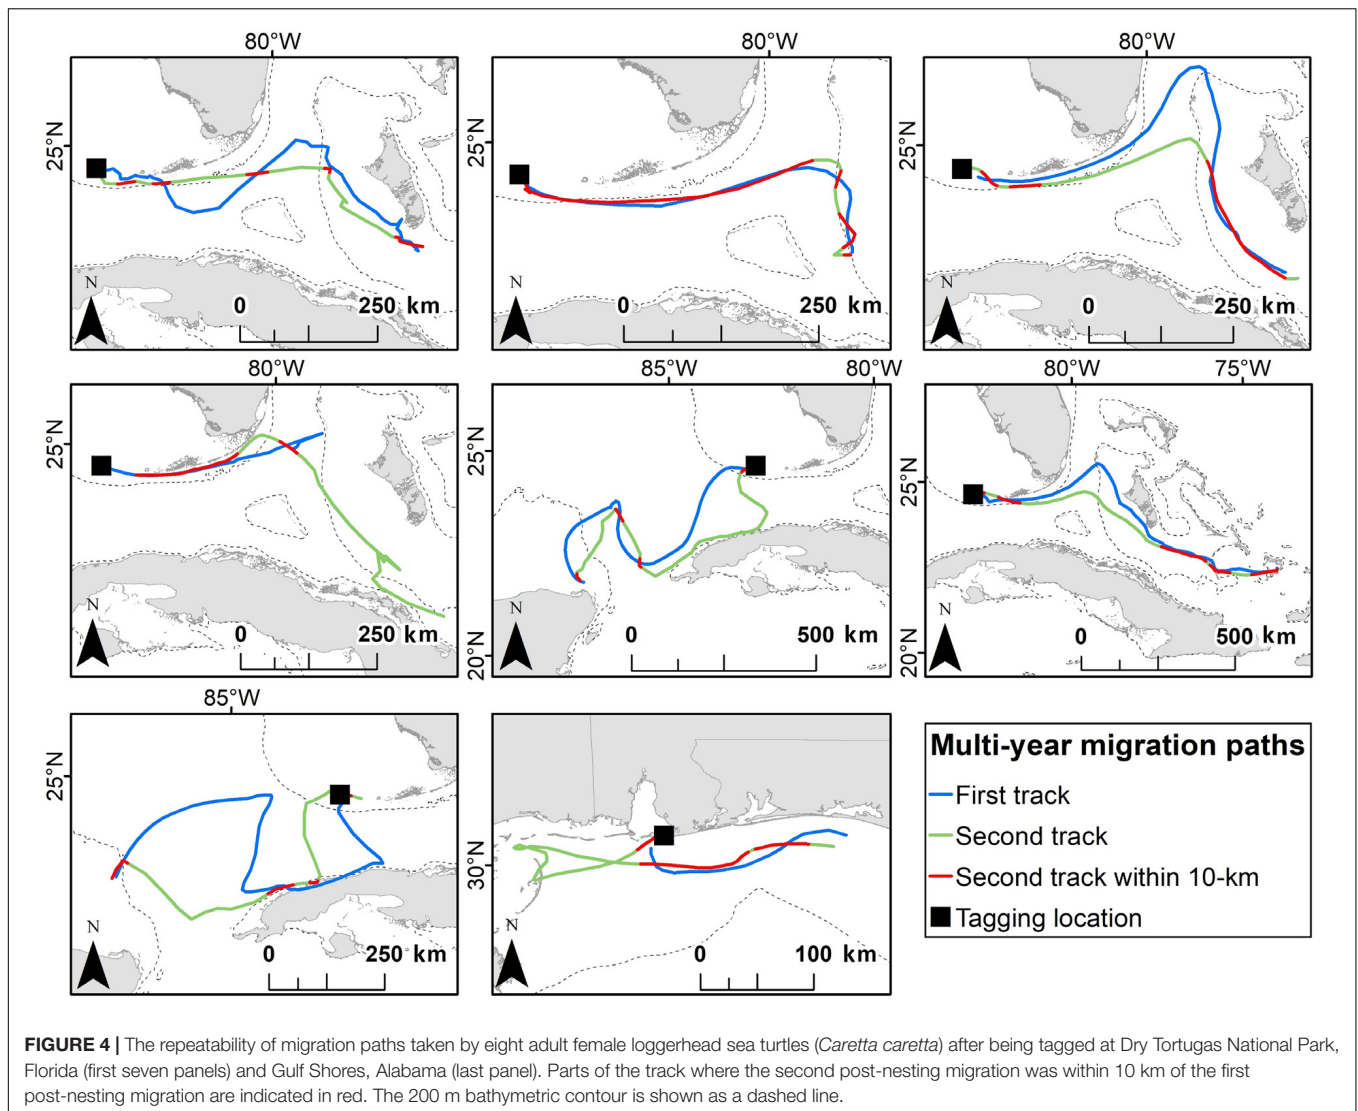 80°W
80°W
80°W
25°N
25°N
25°N
N
0
250 km
N
0
250 km
N
0
250 km
80°W
85°W
80°W
80°W
75°W
25°N
25°N
25°N
N
0
250 km
20°N
N
0
500 km
20°N
N
0
500 km
85°W
25°N
30°N
N
0
250 km
N
0
100 km
Multi-year migration paths
First track
Second track
Second track within 10-km
Tagging location
FIGURE 4 | The repeatability of migration paths taken by eight adult female loggerhead sea turtles (Caretta caretta) after being tagged at Dry Tortugas National Park,
Florida (first seven panels) and Gulf Shores, Alabama (last panel). Parts of the track where the second post-nesting migration was within 10 km of the first
post-nesting migration are indicated in red. The 200 m bathymetric contour is shown as a dashed line.